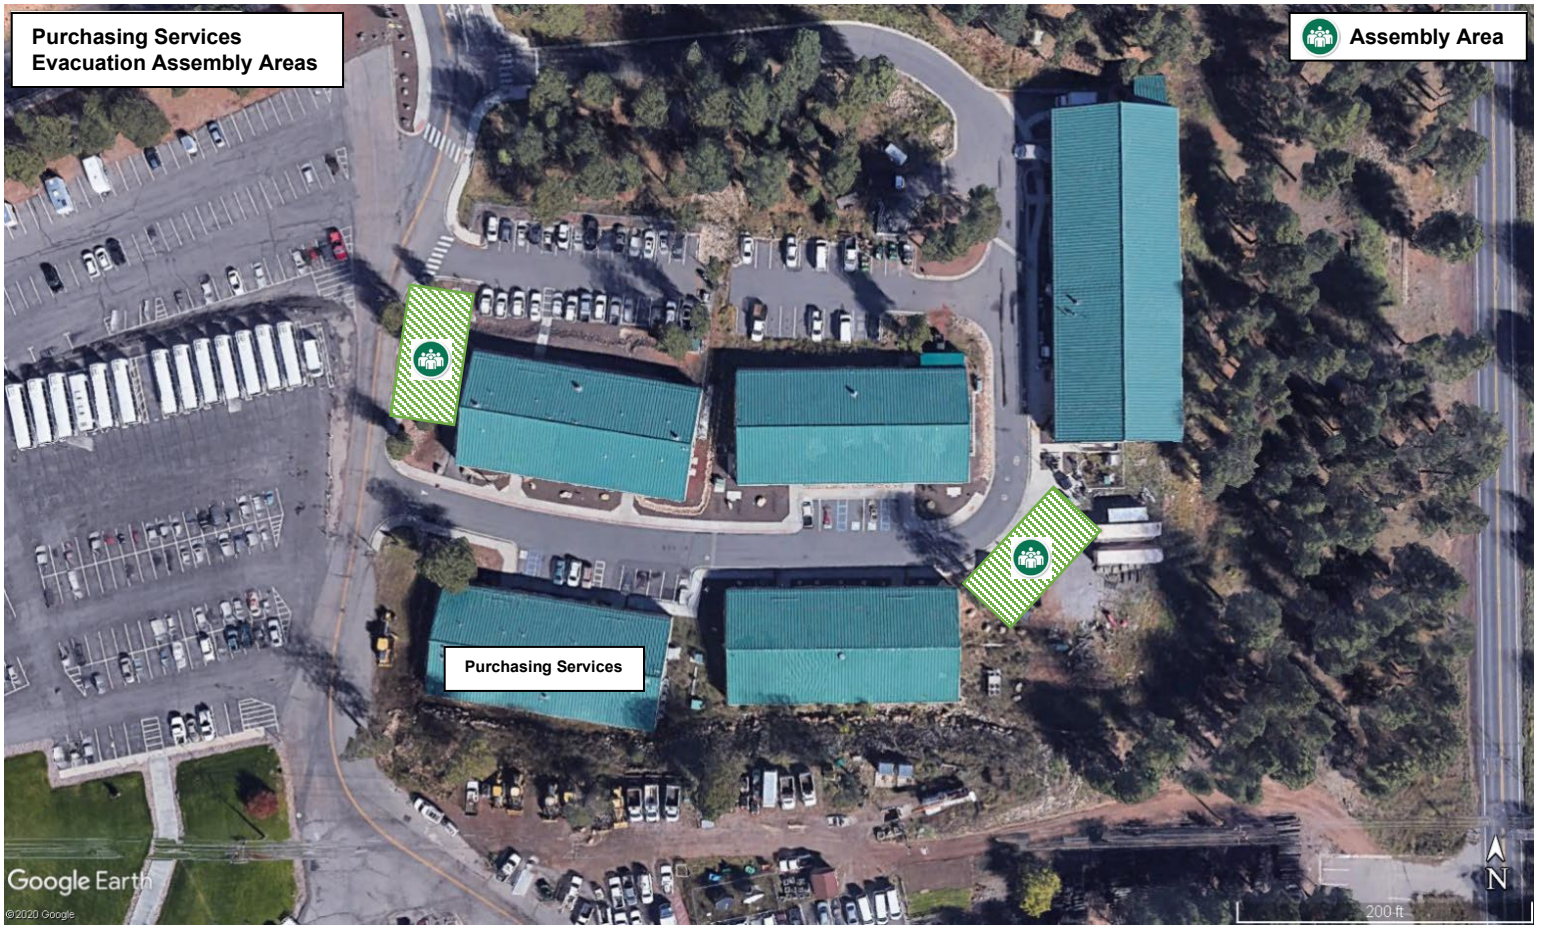 Purchasing Services
Evacuation Assembly Areas
Assembly Area
Purchasing Services
Google Earth
©2020 Google
N
200 ft